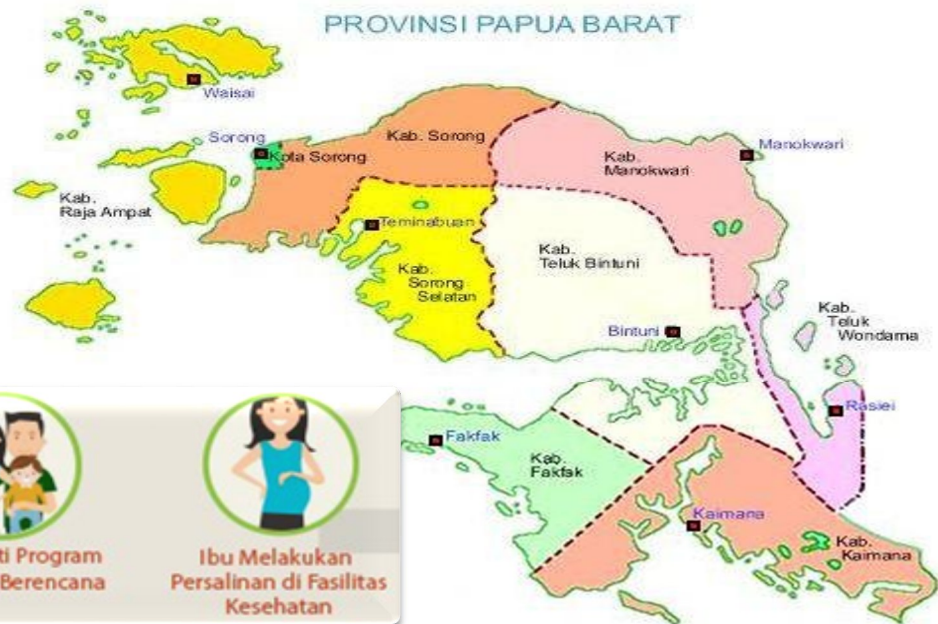 PROVINSI PAPUA BARAT
Waisai
Sorong
Kota Sorong
Kab. Sorong
Kab.
Manokwari
Manokwari
Kab.
Raja Ampat
Teminabuan
Kab.
Sorong
Selatan
Kab.
Teluk Bintuni
Bintuni
Kab.
Teluk
Wondama
Rasiei
Fakfak
Kab.
Fakfak
Kaimana
Kab.
Kaimana
ti Program
Berencana
Ibu Melakukan
Persalinan di Fasilitas
Kesehatan